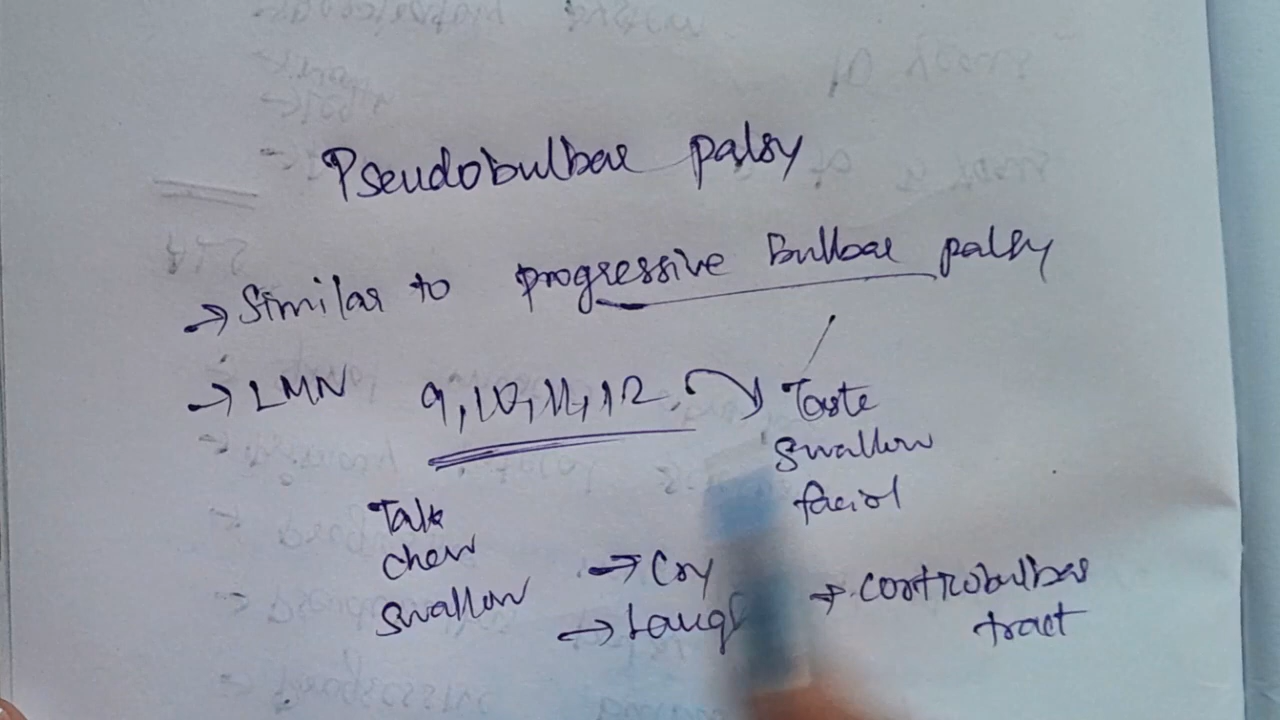 Pseudobulbar palsy
→ Similar to progressive Bulbar palsy
→ LMN 9, 10, 11, 12. Taste
swallow
facial
Talk
chew
swallow
→ Cry
→ Laugh
→ cortcobulbar
tract